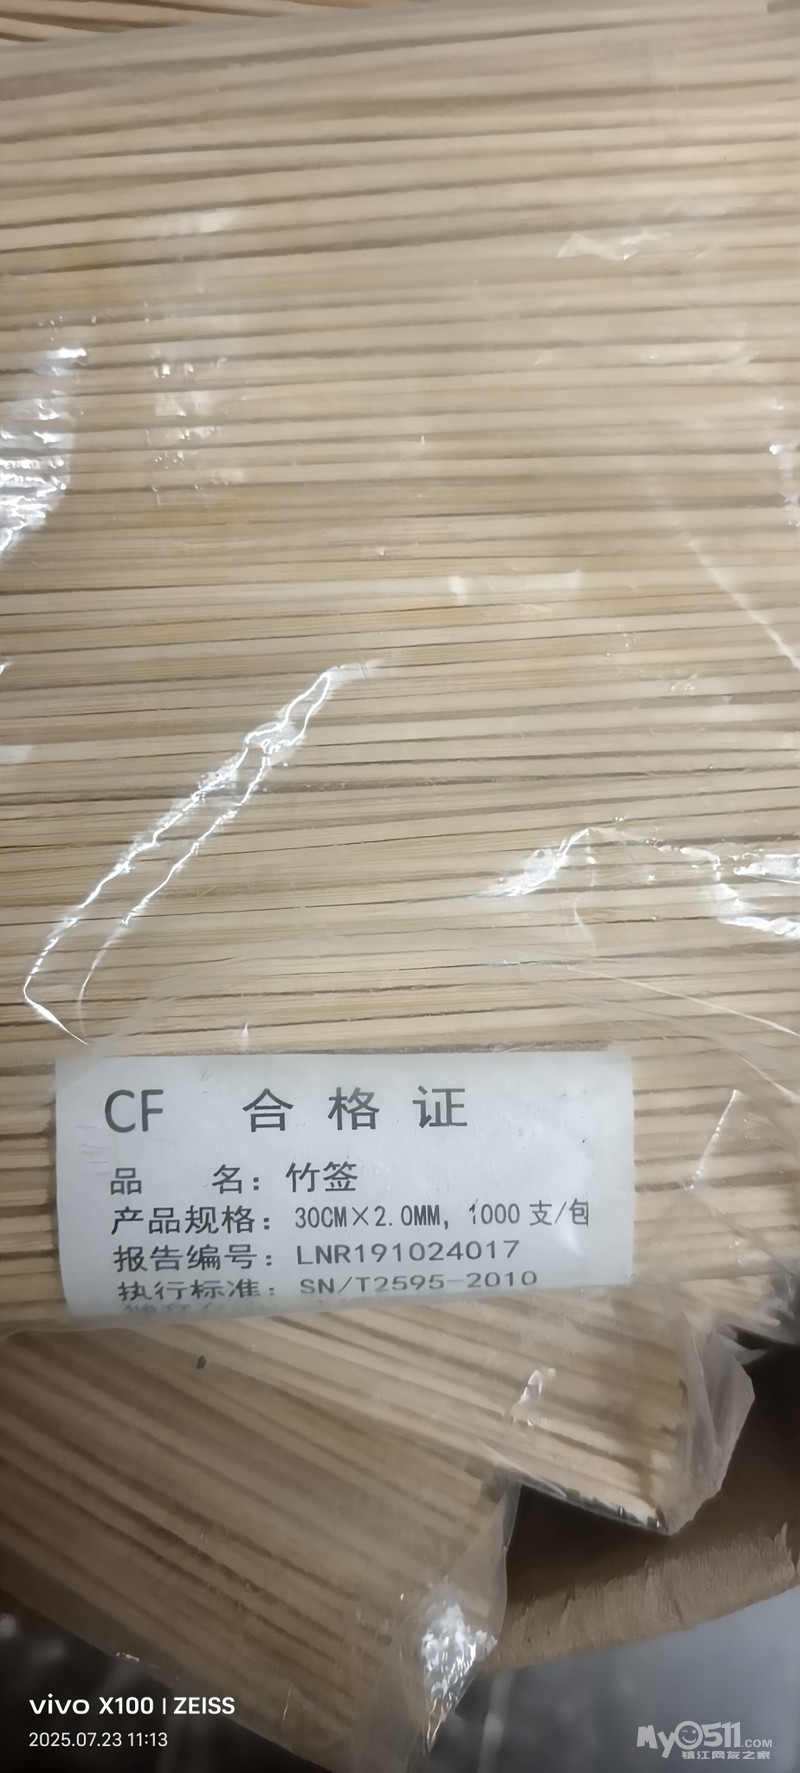 CF 合格证
品 名：竹签
产品规格：30CM×2.0MM，1000支/包
报告编号：LNR191024017
执行标准：SN/T2595-2010
vivo X100 | ZEISS
2025.07.23 11:13
My0511.COM
镇江网友之家